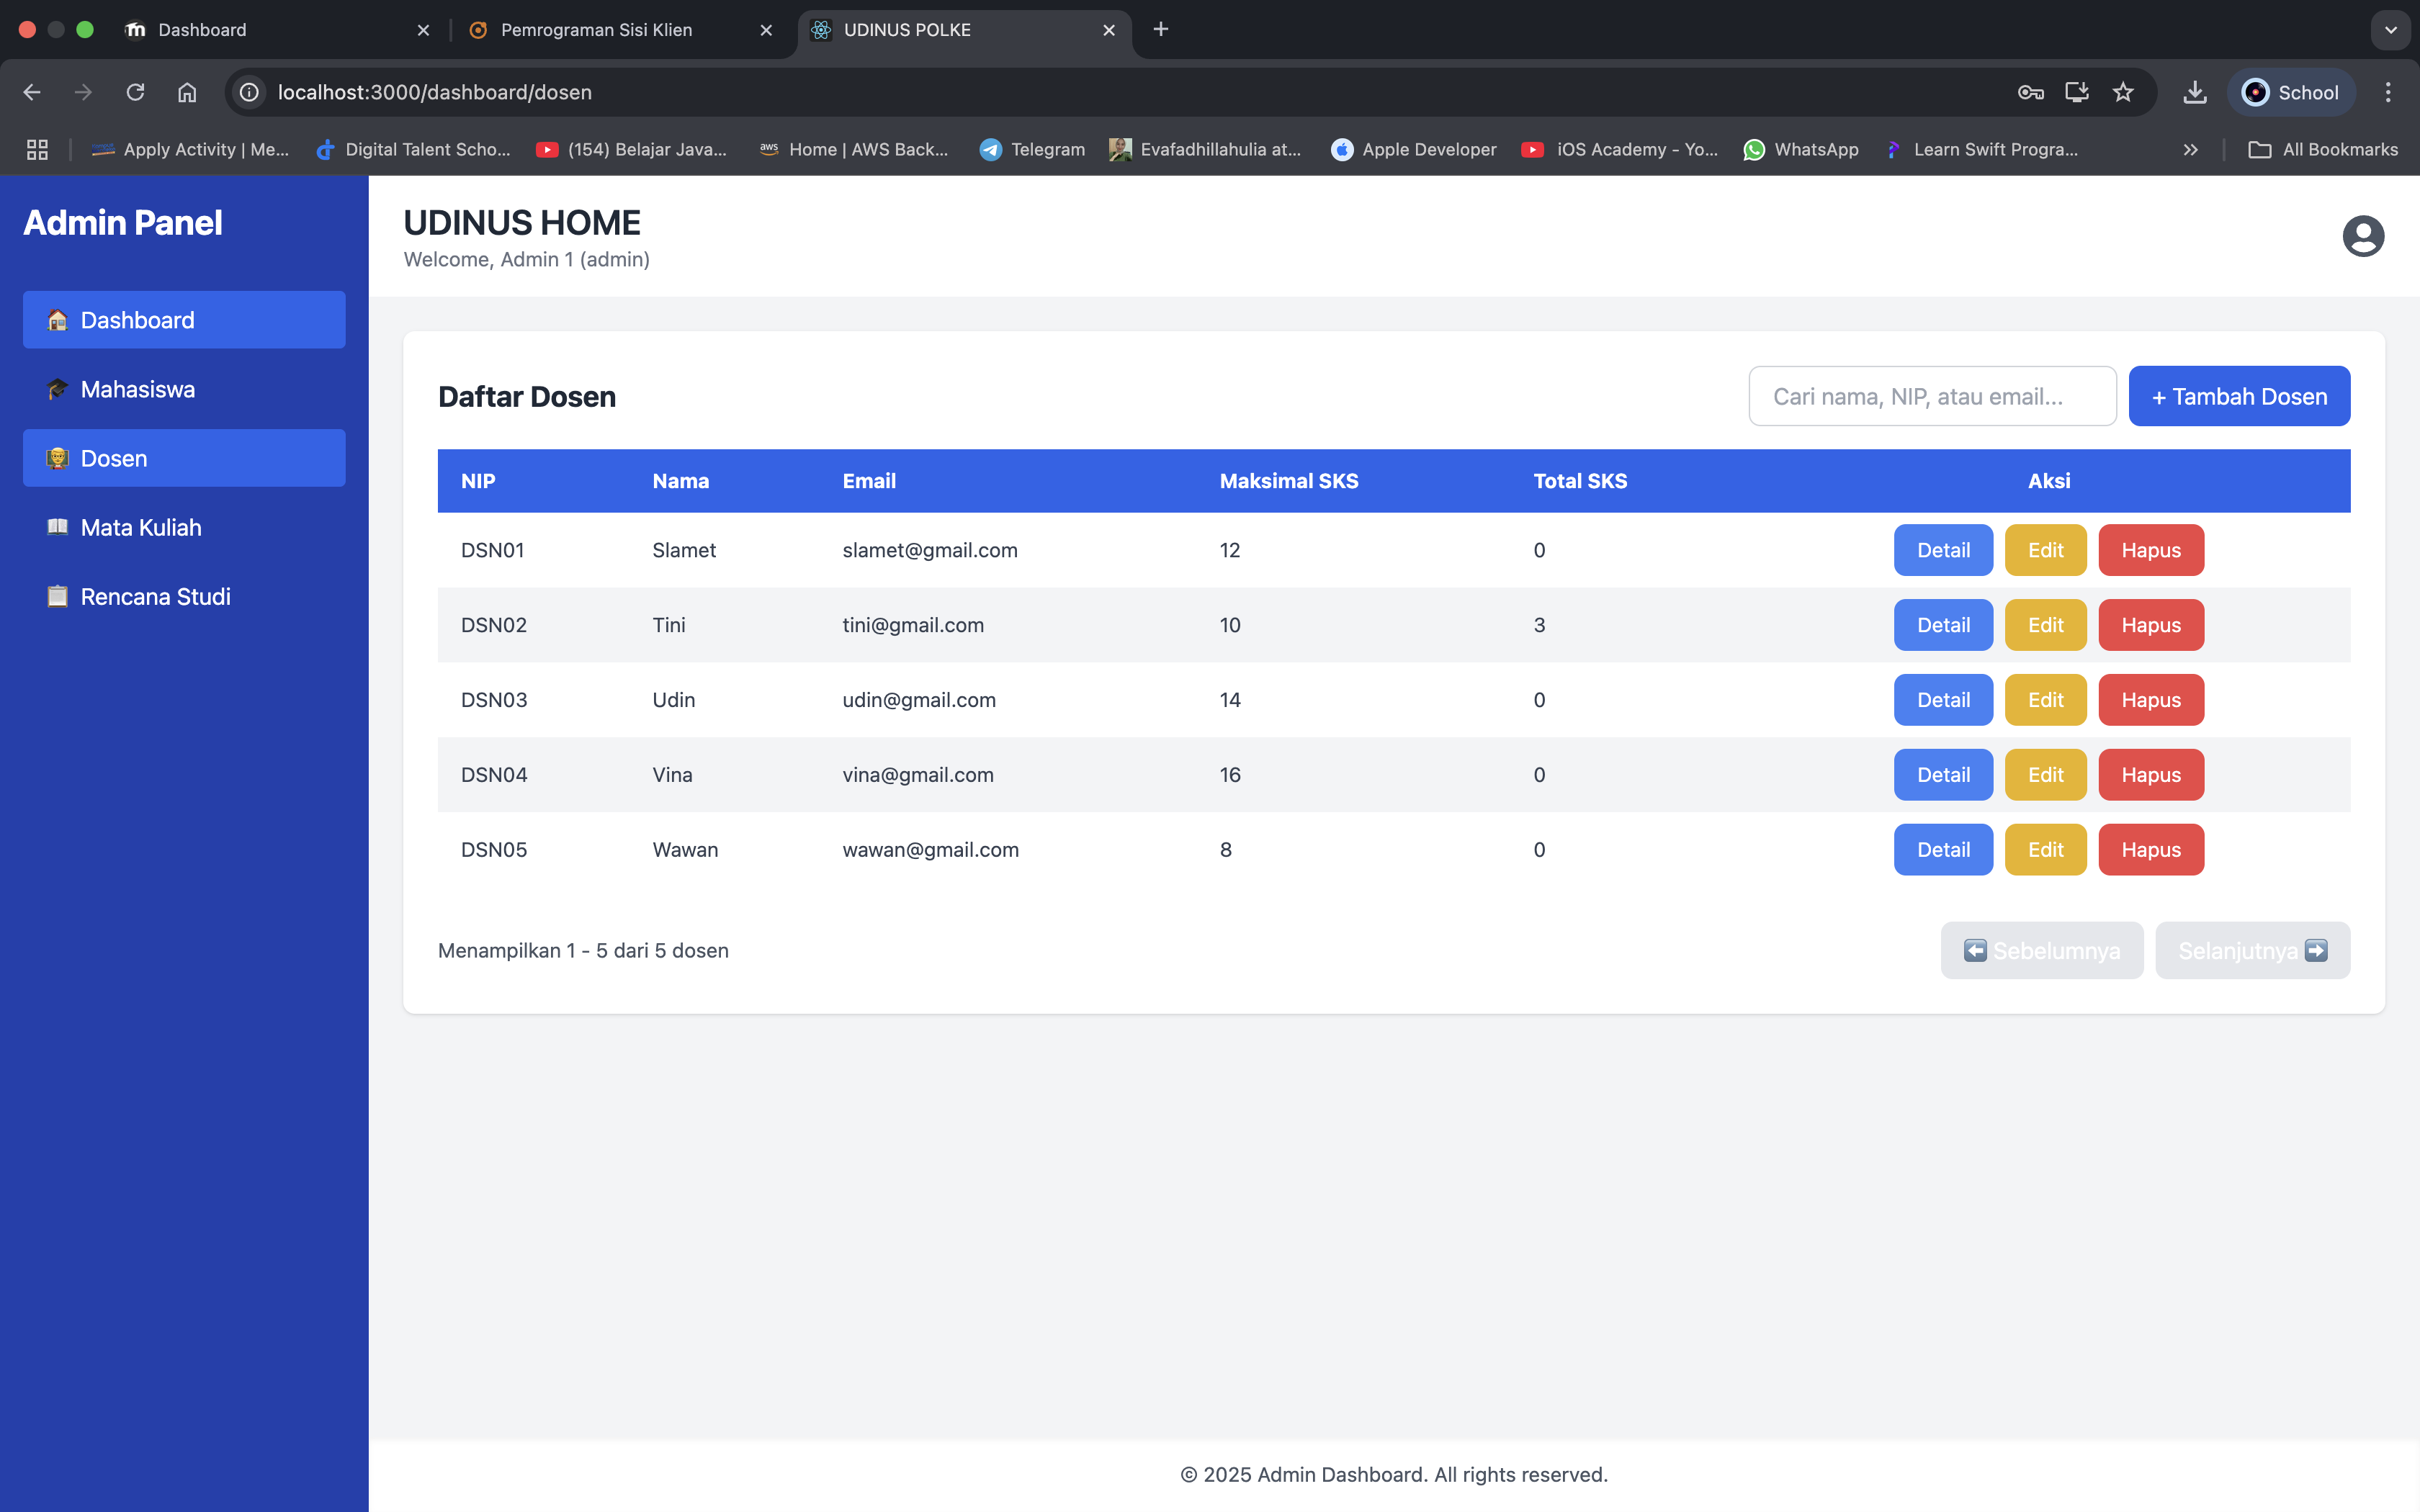 Dashboard
Pemrograman Sisi Klien
UDINUS POLKE
localhost:3000/dashboard/dosen
School
Apply Activity | Me...
Digital Talent Scho...
(154) Belajar Java...
aws
Home | AWS Back...
Telegram
Evafadhillahulia at...
Apple Developer
iOS Academy - Yo...
WhatsApp
Learn Swift Progra...
All Bookmarks
Admin Panel
Dashboard
Mahasiswa
Dosen
Mata Kuliah
Rencana Studi
UDINUS HOME
Welcome, Admin 1 (admin)
Daftar Dosen
Cari nama, NIP, atau email...
+ Tambah Dosen
NIP Nama Email Maksimal SKS Total SKS Aksi
DSN01 Slamet slamet@gmail.com 12 0 Detail Edit Hapus
DSN02 Tini tini@gmail.com 10 3 Detail Edit Hapus
DSN03 Udin udin@gmail.com 14 0 Detail Edit Hapus
DSN04 Vina vina@gmail.com 16 0 Detail Edit Hapus
DSN05 Wawan wawan@gmail.com 8 0 Detail Edit Hapus
Menampilkan 1 - 5 dari 5 dosen
⬅️ Sebelumnya
Selanjutnya ➡️
© 2025 Admin Dashboard. All rights reserved.